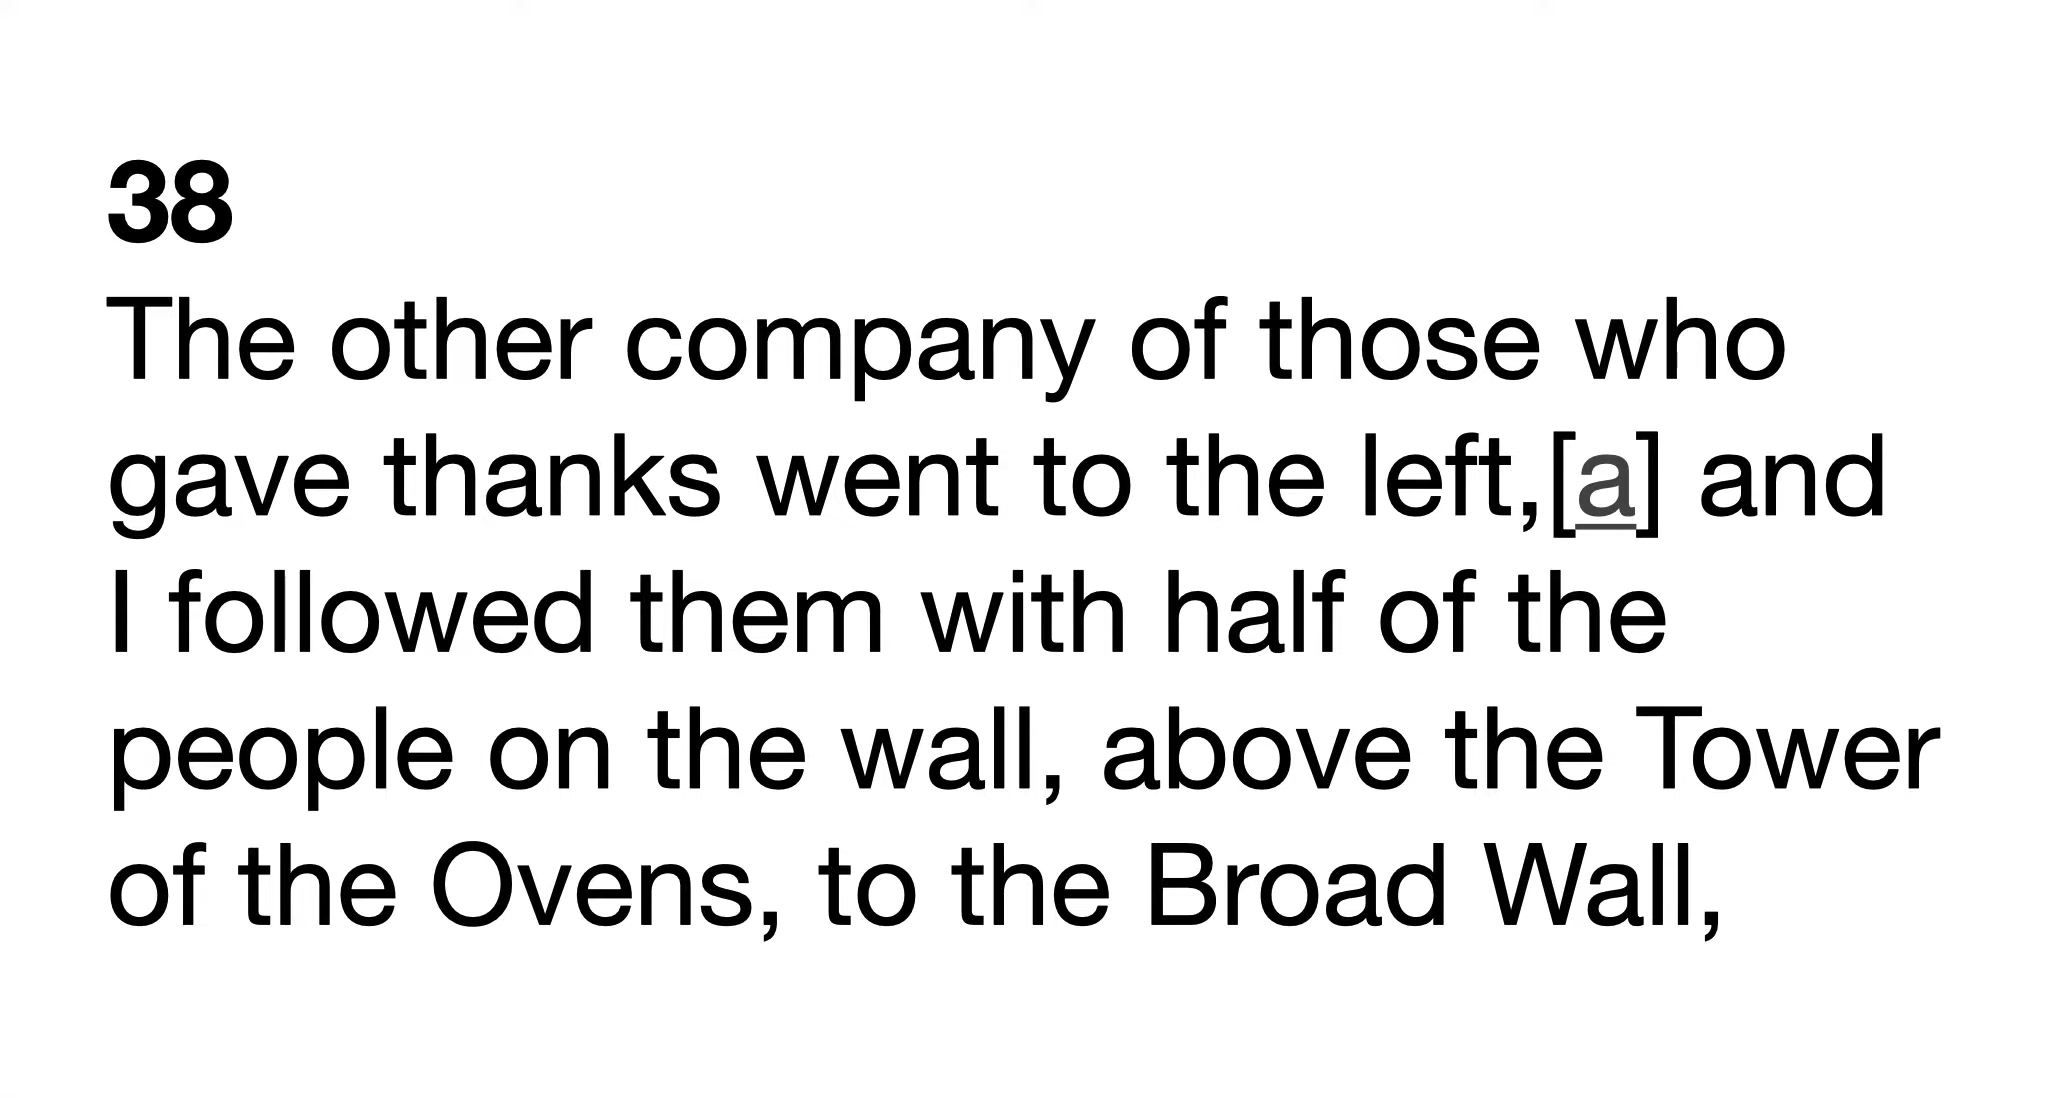 38
The other company of those who
gave thanks went to the left,[a] and
I followed them with half of the
people on the wall, above the Tower
of the Ovens, to the Broad Wall,